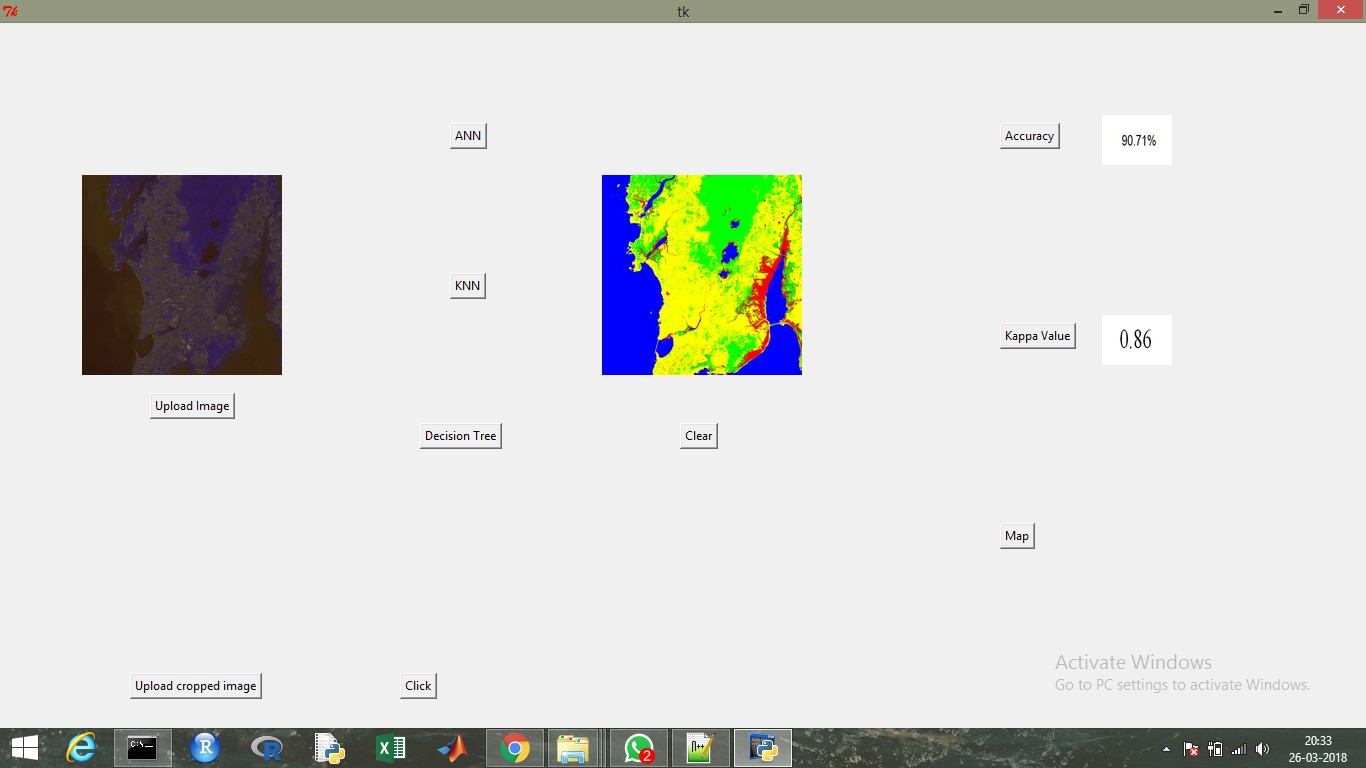 tk
ANN
Accuracy
90.71%
KNN
Kappa Value
0.86
Upload Image
Decision Tree
Clear
Map
Activate Windows
Go to PC settings to activate Windows.
Upload cropped image
Click
20:33
26-03-2018
2